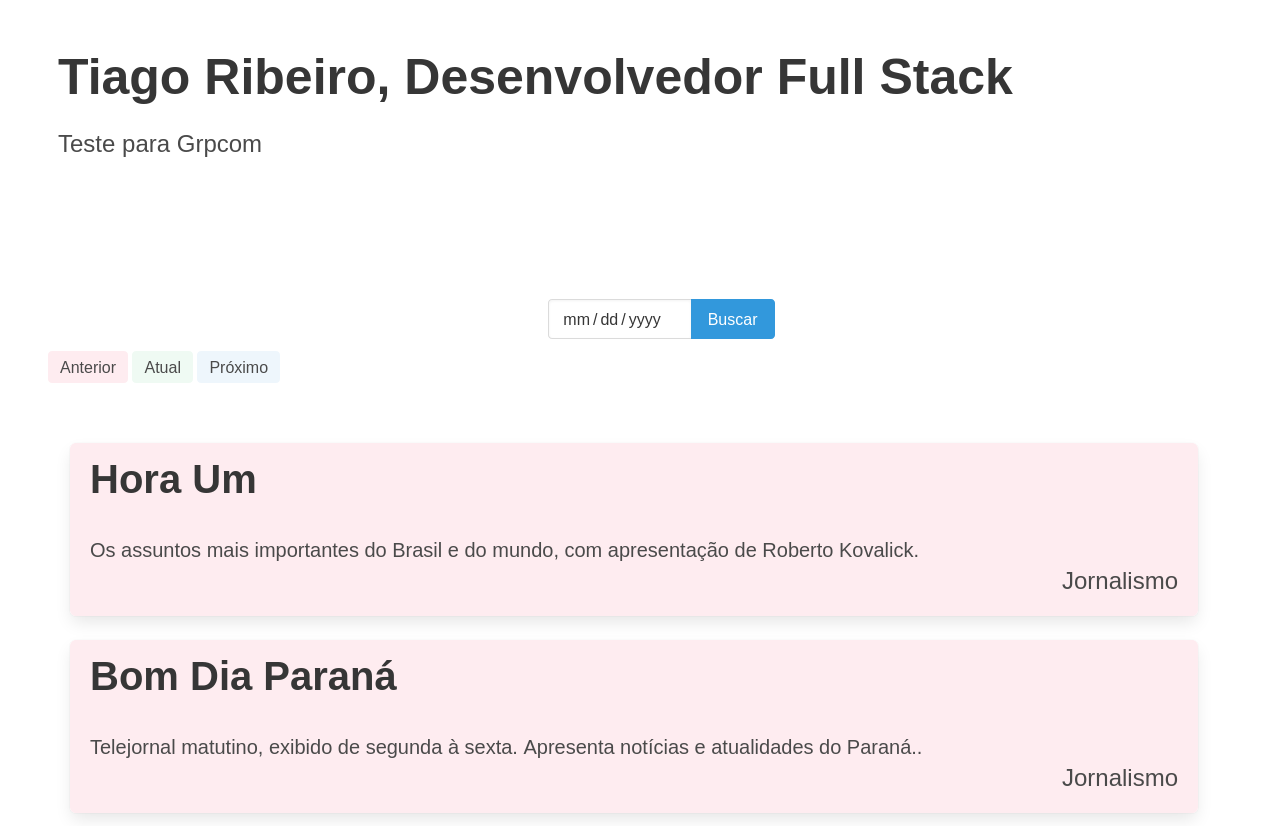 Tiago Ribeiro, Desenvolvedor Full Stack
Teste para Grpcom
mm/dd/yyyy Buscar
Anterior Atual Próximo
Hora Um
Os assuntos mais importantes do Brasil e do mundo, com apresentação de Roberto Kovalick.
Jornalismo
Bom Dia Paraná
Telejornal matutino, exibido de segunda à sexta. Apresenta notícias e atualidades do Paraná..
Jornalismo